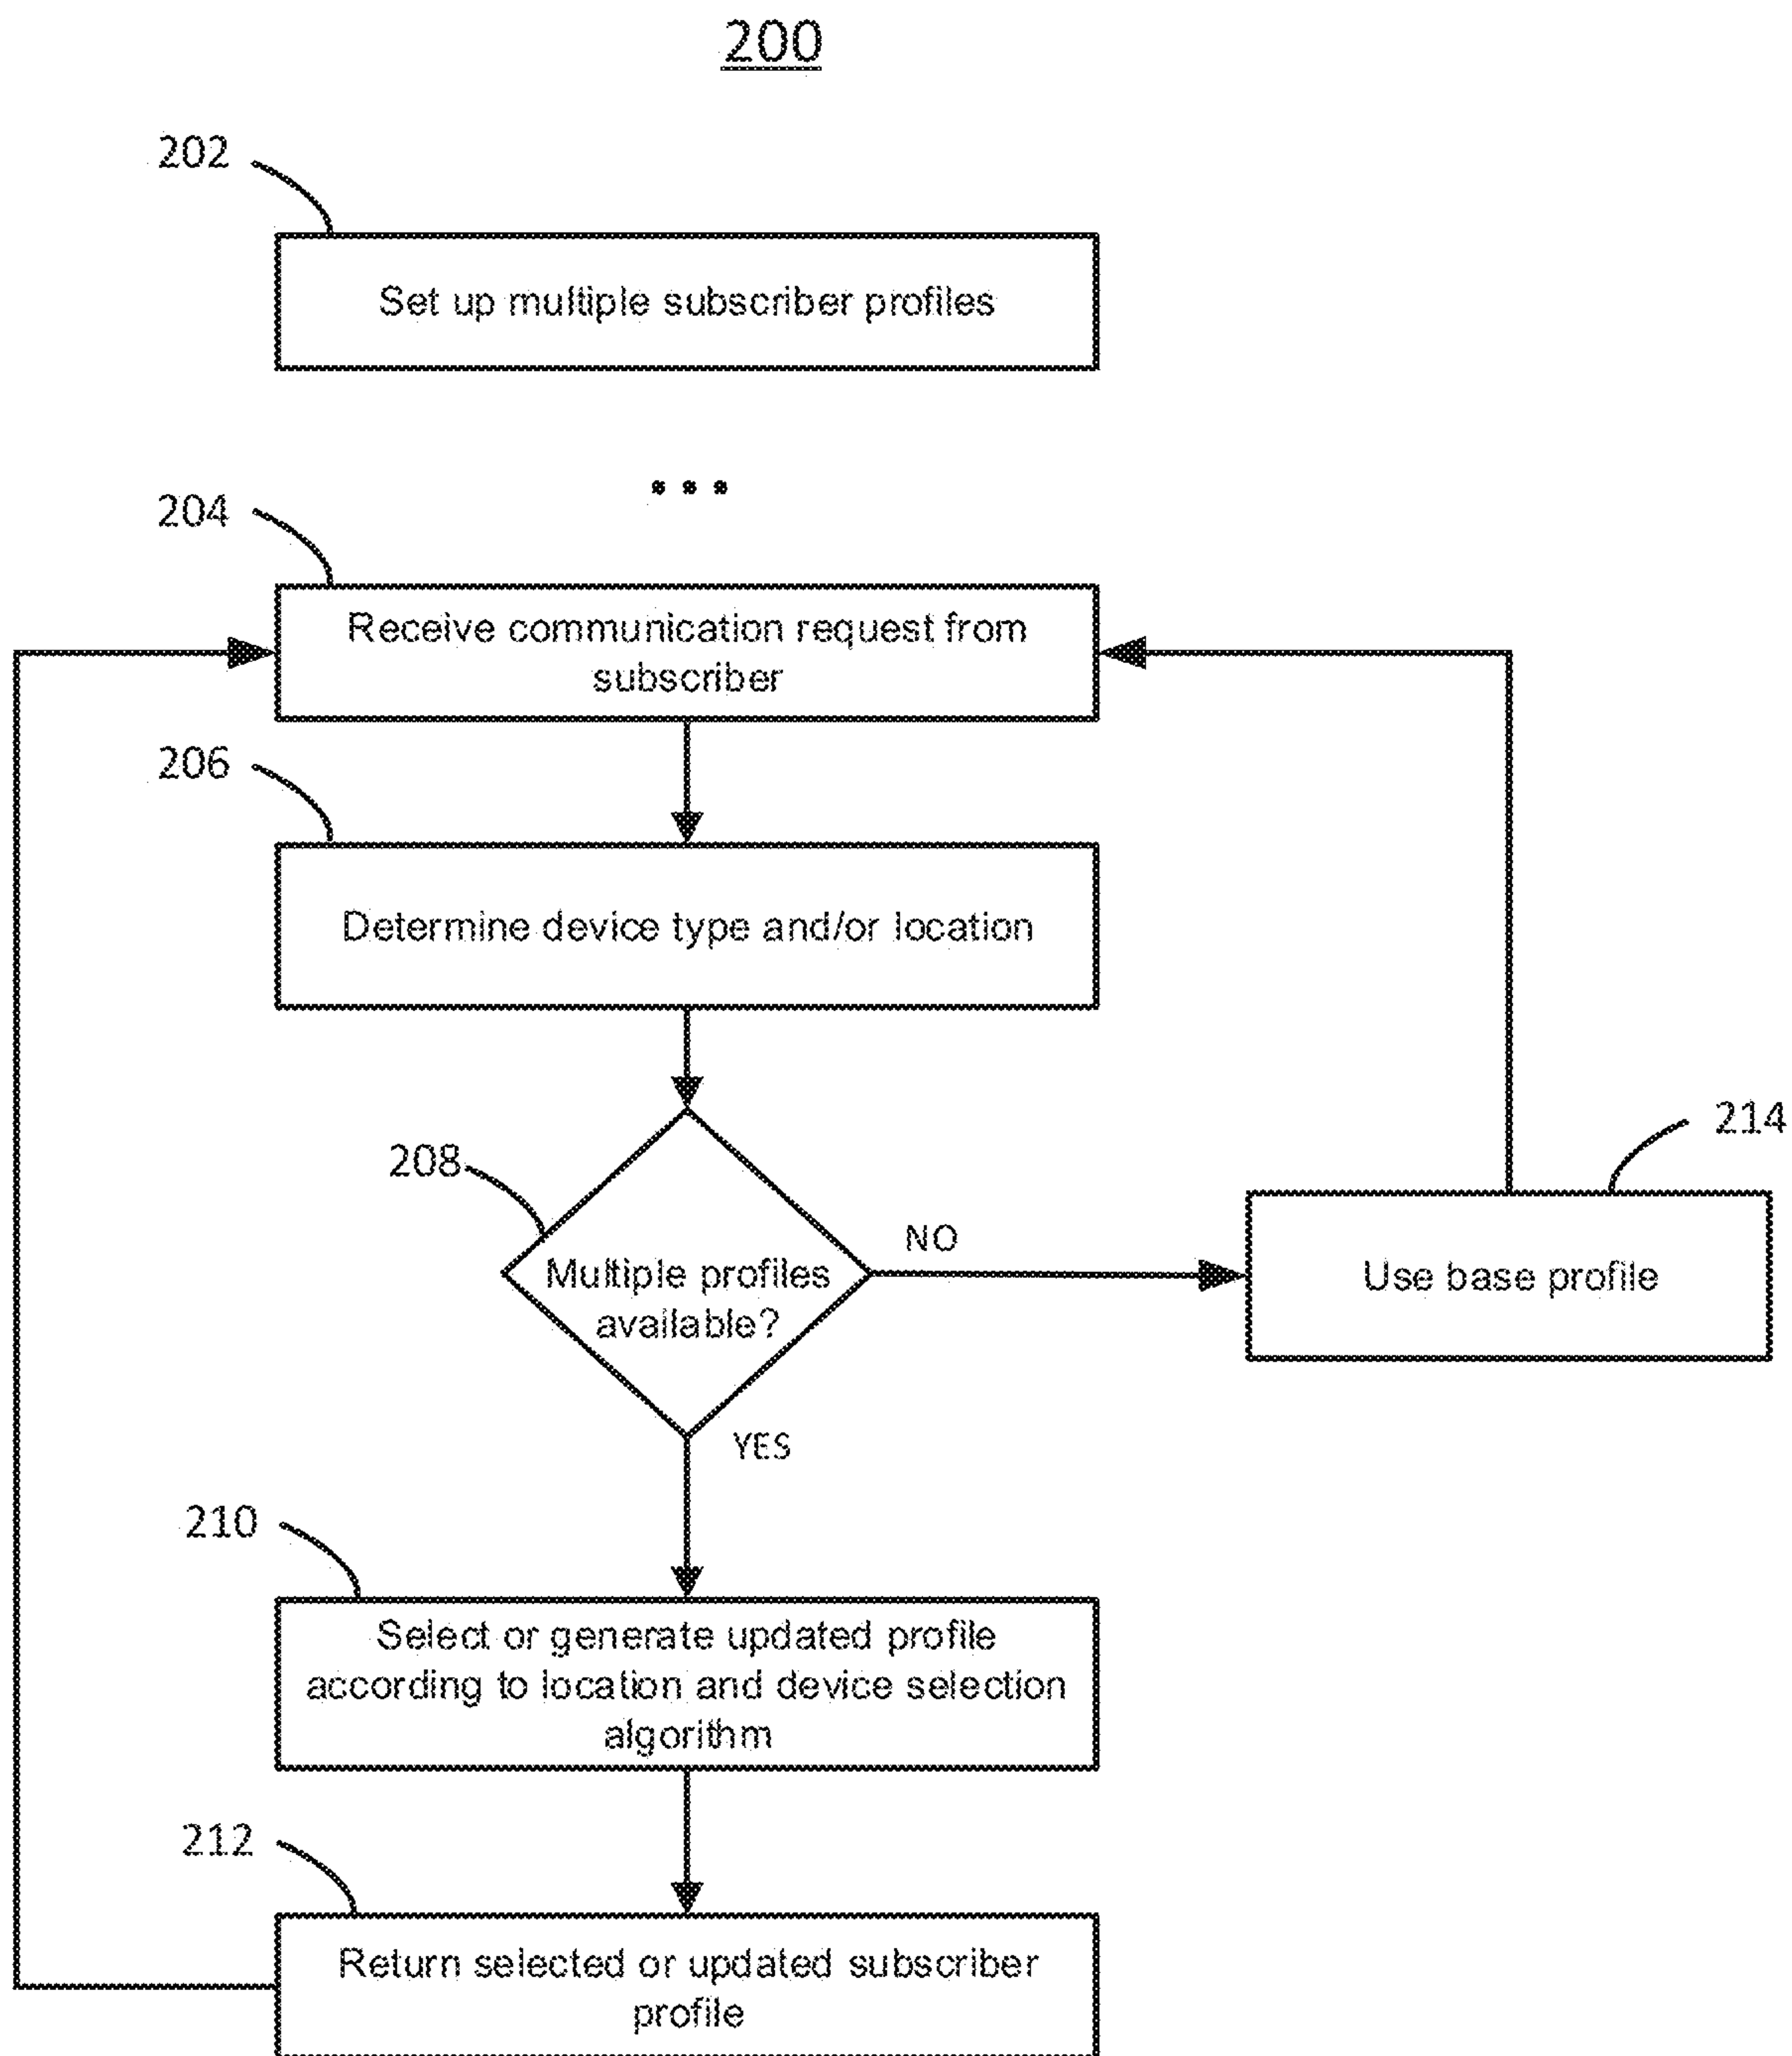 200
202
Set up multiple subscriber profiles
...
204
Receive communication request from
subscriber
206
Determine device type and/or location
208
Multiple profiles
available?
NO
214
Use base profile
YES
210
Select or generate updated profile
according to location and device selection
algorithm
212
Return selected or updated subscriber
profile